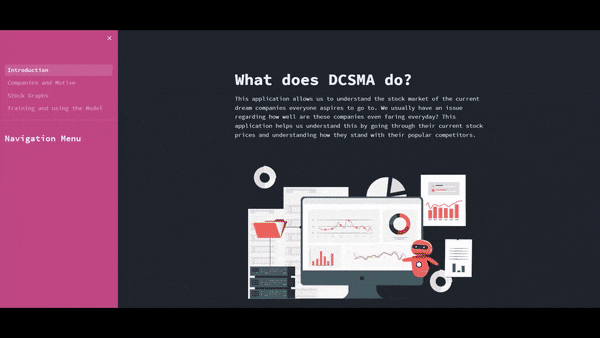 ×
Introduction
Companies and Motive
Stock Graphs
Training and using the Model
Navigation Menu
What does DCSMA do?
This application allows us to understand the stock market of the current
dream companies everyone aspires to go to. We usually have an issue
regarding how well are these companies even faring everyday? This
application helps us understand this by going through their current stock
prices and understanding how they stand with their popular competitors.